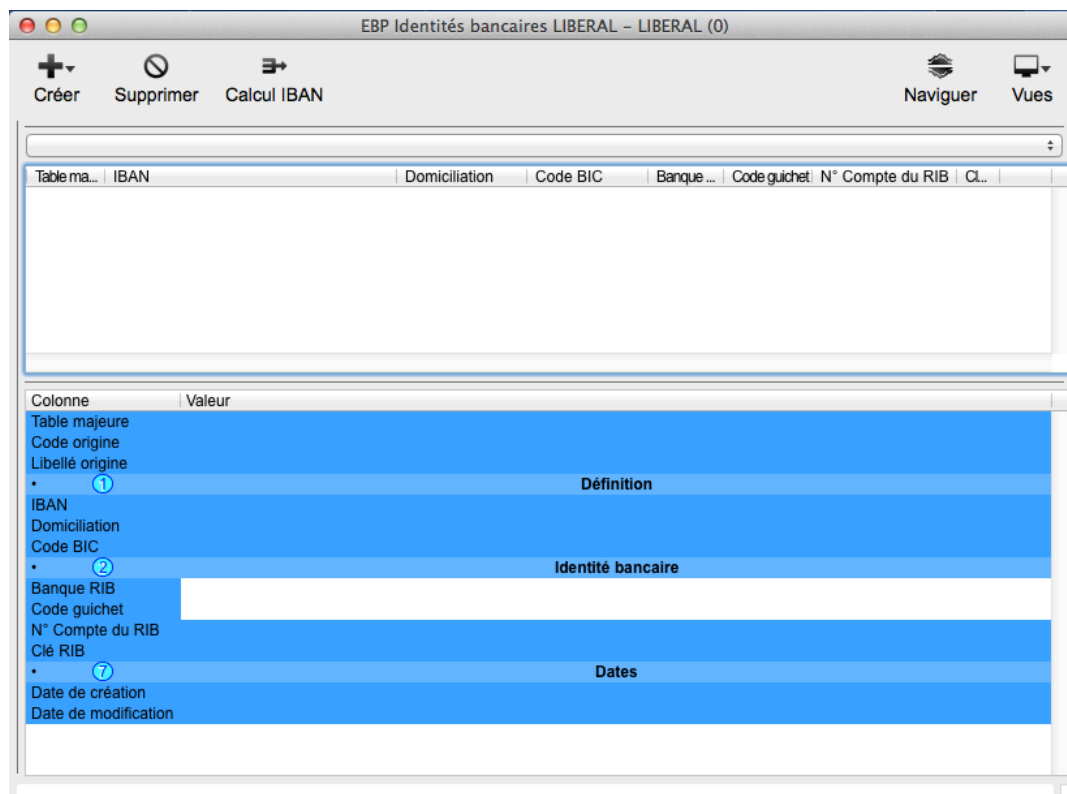 EBP Identités bancaires LIBERAL – LIBERAL (0)
Créer Supprimer Calcul IBAN Naviguer Vues
Table ma... IBAN Domiciliation Code BIC Banque ... Code guichet N° Compte du RIB Cl...
Colonne Valeur
Table majeure
Code origine
Libellé origine
• 1 Définition
IBAN
Domiciliation
Code BIC
• 2 Identité bancaire
Banque RIB
Code guichet
N° Compte du RIB
Clé RIB
• 7 Dates
Date de création
Date de modification